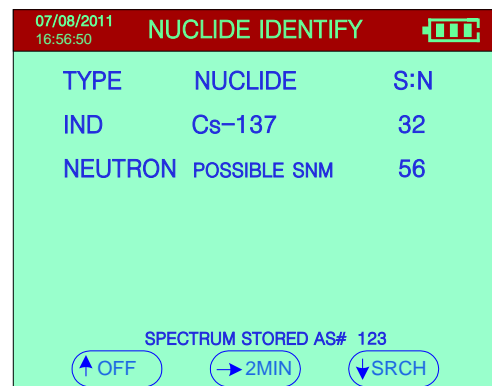 07/08/2011
16:56:50
NUCLIDE IDENTIFY
TYPE NUCLIDE S:N
IND Cs-137 32
NEUTRON POSSIBLE SNM 56
SPECTRUM STORED AS# 123
↑ OFF → 2MIN ↓ SRCH